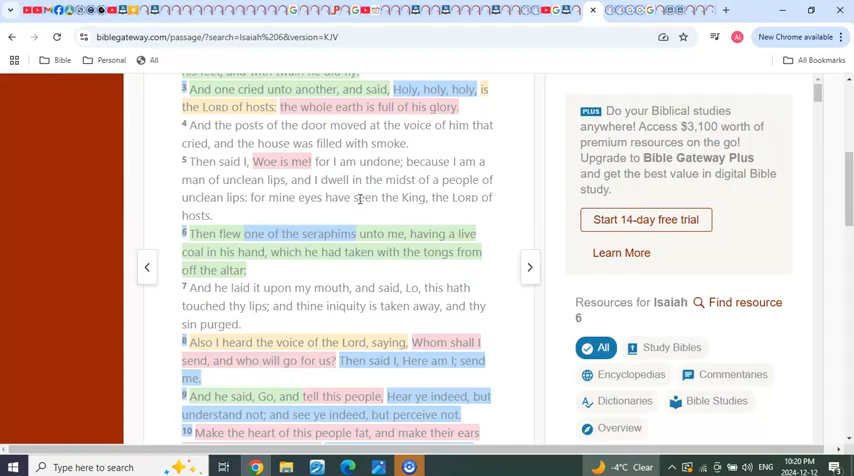 biblegateway.com/passage/?search=Isaiah%206&version=KJV
AI
New Chrome available
Bible
Personal
All
All Bookmarks
3 And one cried unto another, and said, Holy, holy, holy, is
the LORD of hosts: the whole earth is full of his glory.
4 And the posts of the door moved at the voice of him that
cried, and the house was filled with smoke.
5 Then said I, Woe is me! for I am undone; because I am a
man of unclean lips, and I dwell in the midst of a people of
unclean lips: for mine eyes have seen the King, the LORD of
hosts.
6 Then flew one of the seraphims unto me, having a live
coal in his hand, which he had taken with the tongs from
off the altar:
7 And he laid it upon my mouth, and said, Lo, this hath
touched thy lips; and thine iniquity is taken away, and thy
sin purged.
8 Also I heard the voice of the Lord, saying, Whom shall I
send, and who will go for us? Then said I, Here am I; send
me.
9 And he said, Go, and tell this people, Hear ye indeed, but
understand not; and see ye indeed, but perceive not.
10 Make the heart of this people fat, and make their ears
PLUS Do your Biblical studies
anywhere! Access $3,100 worth of
premium resources on the go!
Upgrade to Bible Gateway Plus
and get the best value in digital Bible
study.
Start 14-day free trial
Learn More
Resources for Isaiah
6
Find resource
All
Study Bibles
Encyclopedias
Commentaries
Dictionaries
Bible Studies
Overview
Type here to search
-4°C Clear
ENG
10:20 PM
2024-12-12